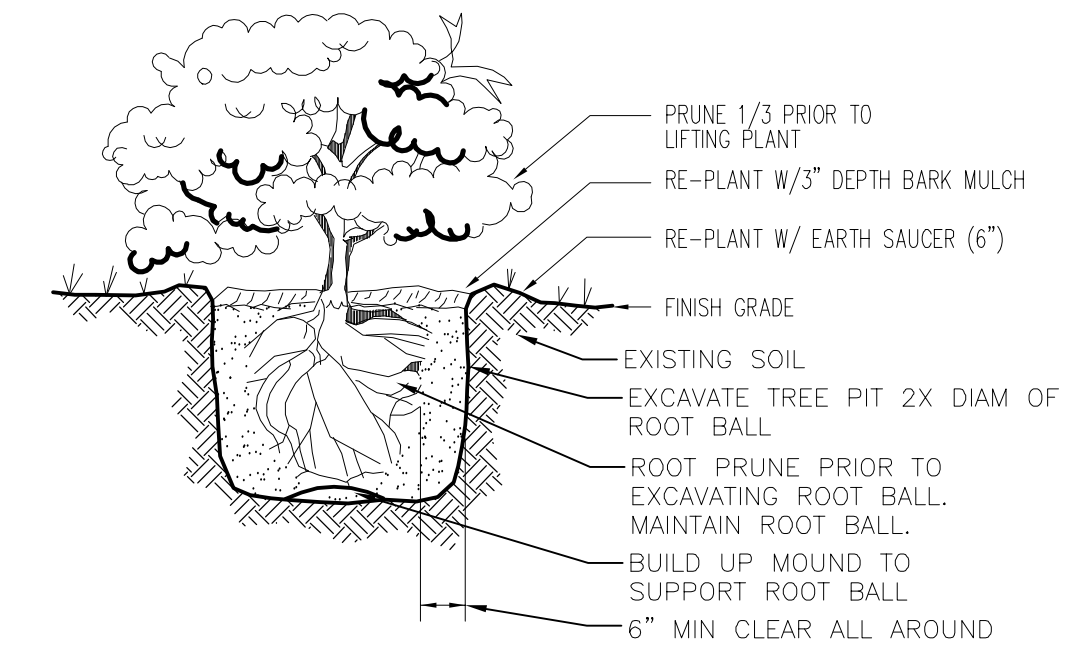 PRUNE 1/3 PRIOR TO
LIFTING PLANT
RE-PLANT W/3" DEPTH BARK MULCH
RE-PLANT W/ EARTH SAUCER (6")
FINISH GRADE
EXISTING SOIL
EXCAVATE TREE PIT 2X DIAM OF
ROOT BALL
ROOT PRUNE PRIOR TO
EXCAVATING ROOT BALL.
MAINTAIN ROOT BALL.
BUILD UP MOUND TO
SUPPORT ROOT BALL
6" MIN CLEAR ALL AROUND